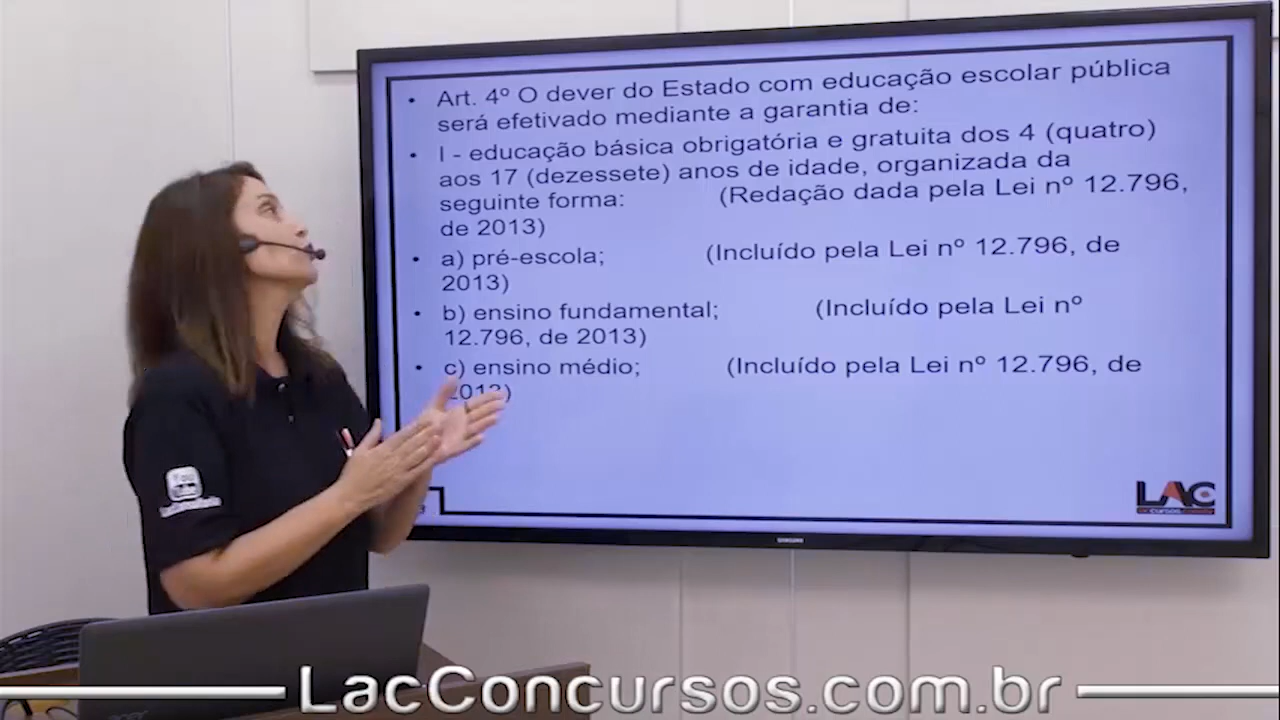 • Art. 4º O dever do Estado com educação escolar pública
será efetivado mediante a garantia de:
• I - educação básica obrigatória e gratuita dos 4 (quatro)
aos 17 (dezessete) anos de idade, organizada da
seguinte forma: (Redação dada pela Lei nº 12.796,
de 2013)
• a) pré-escola; (Incluído pela Lei nº 12.796, de
2013)
• b) ensino fundamental; (Incluído pela Lei nº
12.796, de 2013)
• c) ensino médio; (Incluído pela Lei nº 12.796, de
2013)
You
Tube
LAC
SAMSUNG
LacConcursos.com.br